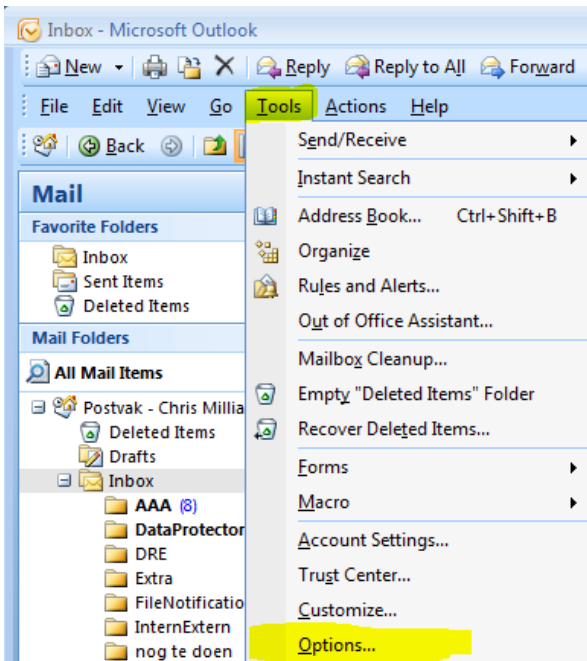 Inbox - Microsoft Outlook
New Reply Reply to All Forward
File Edit View Go Tools Actions Help
Back
Mail
Favorite Folders
Inbox
Sent Items
Deleted Items
Mail Folders
All Mail Items
Postvak - Chris Millia
Deleted Items
Drafts
Inbox
AAA (8)
DataProtector
DRE
Extra
FileNotificatio
InternExtern
nog te doen
Send/Receive
Instant Search
Address Book... Ctrl+Shift+B
Organize
Rules and Alerts...
Out of Office Assistant...
Mailbox Cleanup...
Empty "Deleted Items" Folder
Recover Deleted Items...
Forms
Macro
Account Settings...
Trust Center...
Customize...
Options...